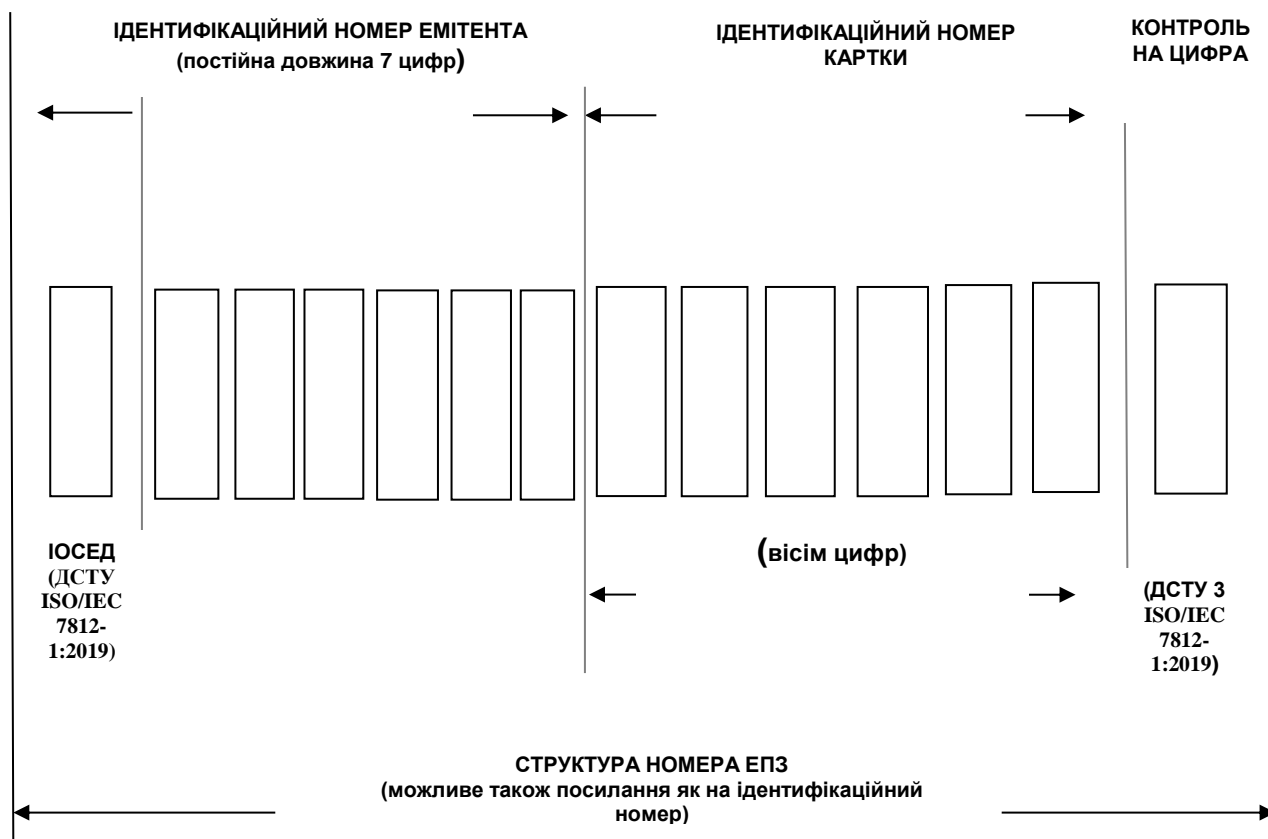 ІДЕНТИФІКАЦІЙНИЙ НОМЕР ЕМІТЕНТА
(постійна довжина 7 цифр)
ІДЕНТИФІКАЦІЙНИЙ НОМЕР
КАРТКИ
КОНТРОЛЬ
НА ЦИФРА
ІОСЕД
(ДСТУ
ISO/IEC
7812-
1:2019)
(вісім цифр)
(ДСТУ З
ISO/IEC
7812-
1:2019)
СТРУКТУРА НОМЕРА ЕПЗ
(можливе також посилання як на ідентифікаційний
номер)